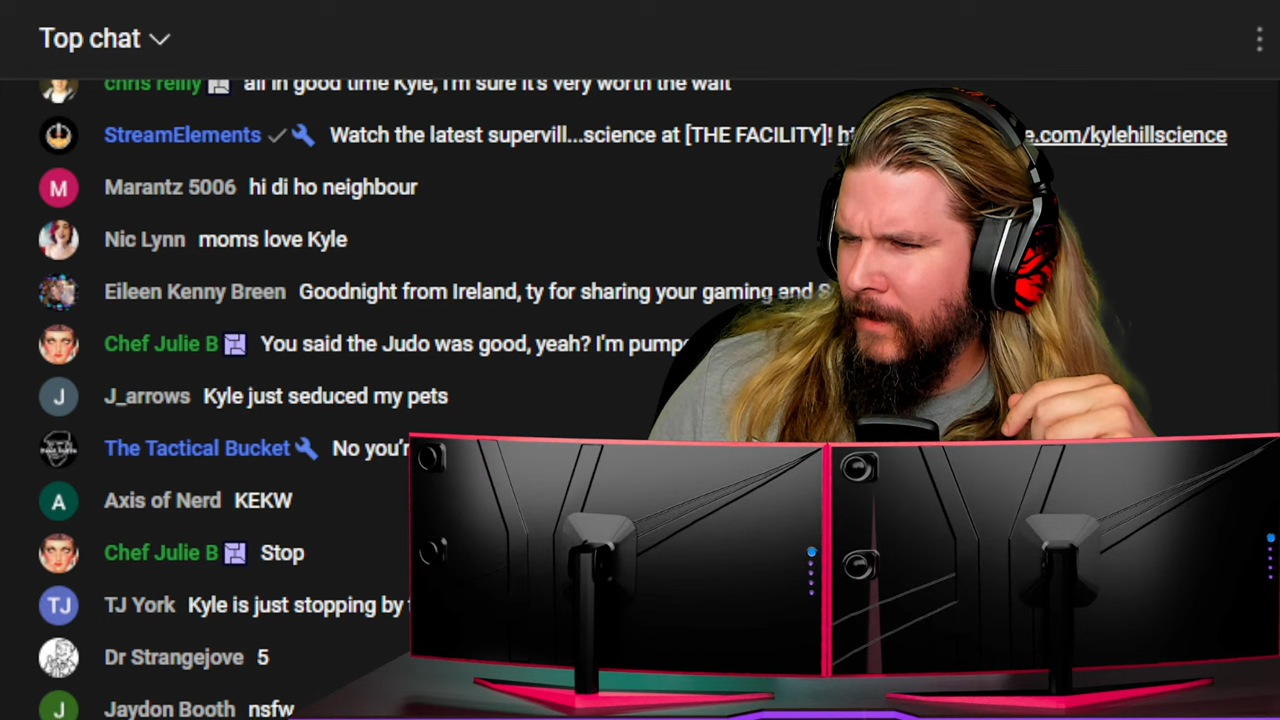 Top chat
chris reilly all in good time Kyle, I'm sure it's very worth the wait
StreamElements Watch the latest supervill...science at [THE FACILITY]! e.com/kylehillscience
M Marantz 5006 hi di ho neighbour
Nic Lynn moms love Kyle
Eileen Kenny Breen Goodnight from Ireland, ty for sharing your gaming and
Chef Julie B You said the Judo was good, yeah? I'm
J J_arrows Kyle just seduced my pets
The Tactical Bucket No
A Axis of Nerd KEKW
Chef Julie B Stop
TJ TJ York Kyle is just stopping by
Dr Strangejove 5
J Jaydon Booth nsfw